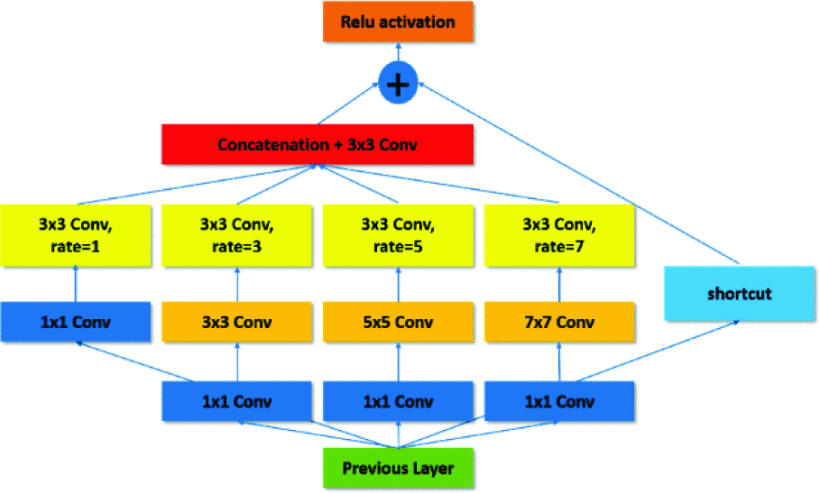 Relu activation
+
Concatenation + 3x3 Conv
3x3 Conv,
rate=1
3x3 Conv,
rate=3
3x3 Conv,
rate=5
3x3 Conv,
rate=7
shortcut
1x1 Conv
3x3 Conv
5x5 Conv
7x7 Conv
1x1 Conv
1x1 Conv
1x1 Conv
Previous Layer